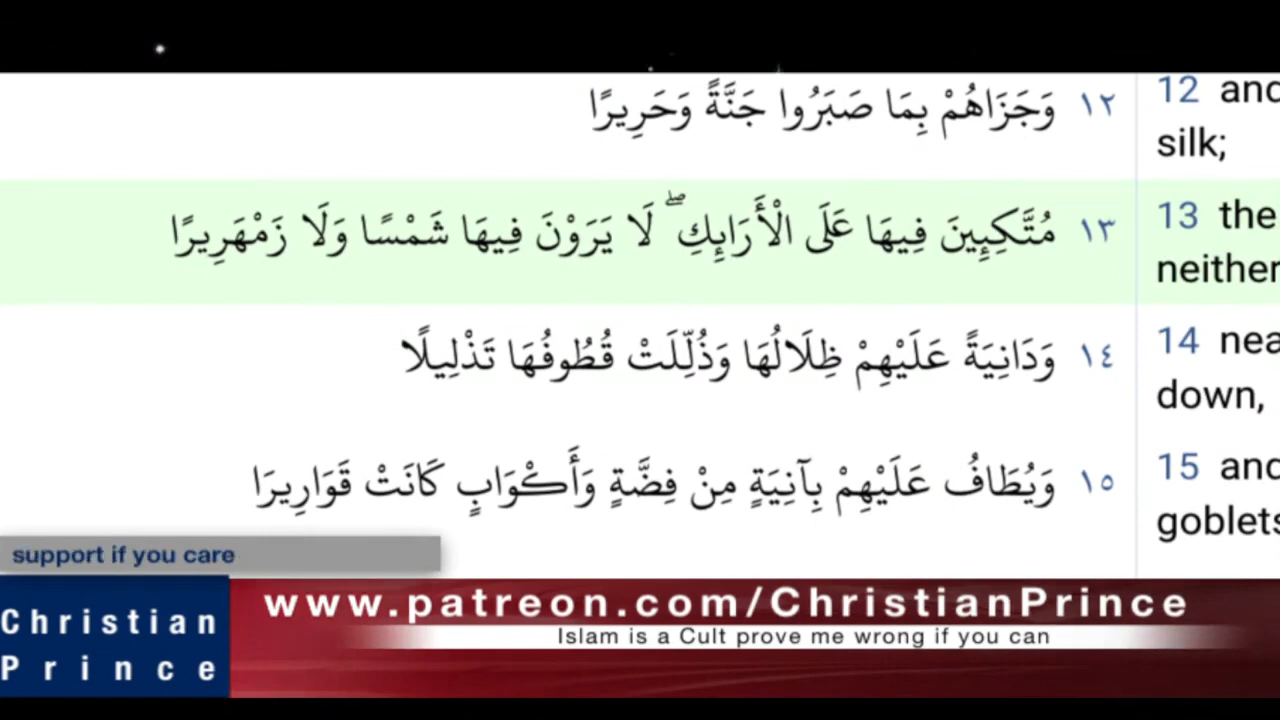 وَجَزَاهُمْ بِمَا صَبَرُوا جَنَّةً وَحَرِيرًا ١٢
12 and
silk;
مُتَّكِئِينَ فِيهَا عَلَى الْأَرَائِكِ ۖ لَا يَرَوْنَ فِيهَا شَمْسًا وَلَا زَمْهَرِيرًا ١٣
13 the
neither
وَدَانِيَةً عَلَيْهِمْ ظِلَالُهَا وَذُلِّلَتْ قُطُوفُهَا تَذْلِيلًا ١٤
14 nea
down,
وَيُطَافُ عَلَيْهِمْ بِآنِيَةٍ مِنْ فِضَّةٍ وَأَكْوَابٍ كَانَتْ قَوَارِيرَا ١٥
15 and
goblets
support if you care
Christian
Prince
www.patreon.com/ChristianPrince
Islam is a Cult prove me wrong if you can